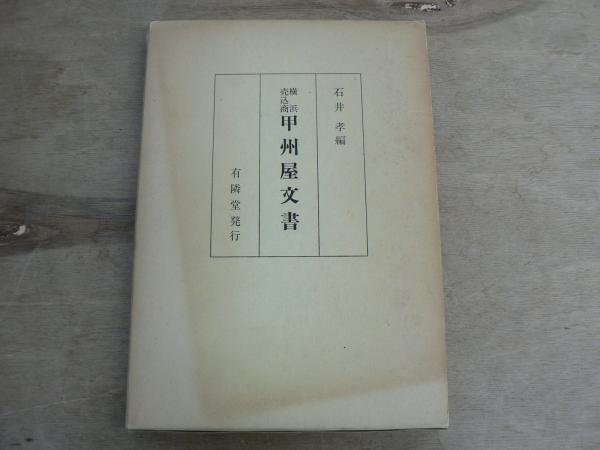 石井孝編
横浜
売込商
甲州屋文書
有隣堂発行